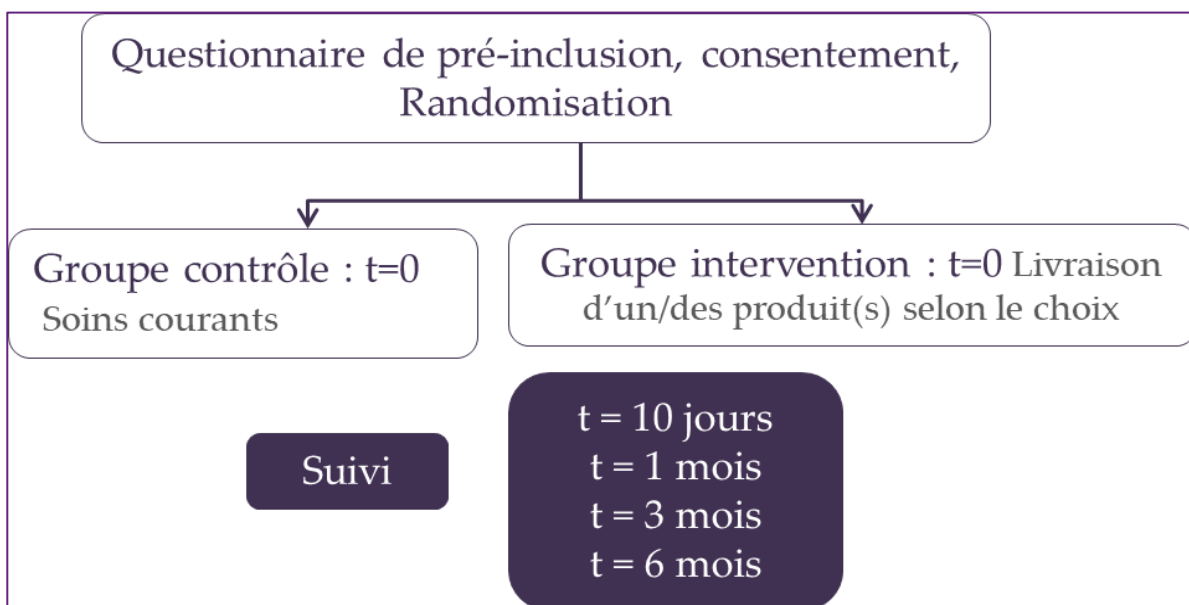 Questionnaire de pré-inclusion, consentement,
Randomisation
Groupe contrôle : t=0
Soins courants
Groupe intervention : t=0 Livraison
d’un/des produit(s) selon le choix
Suivi
t = 10 jours
t = 1 mois
t = 3 mois
t = 6 mois